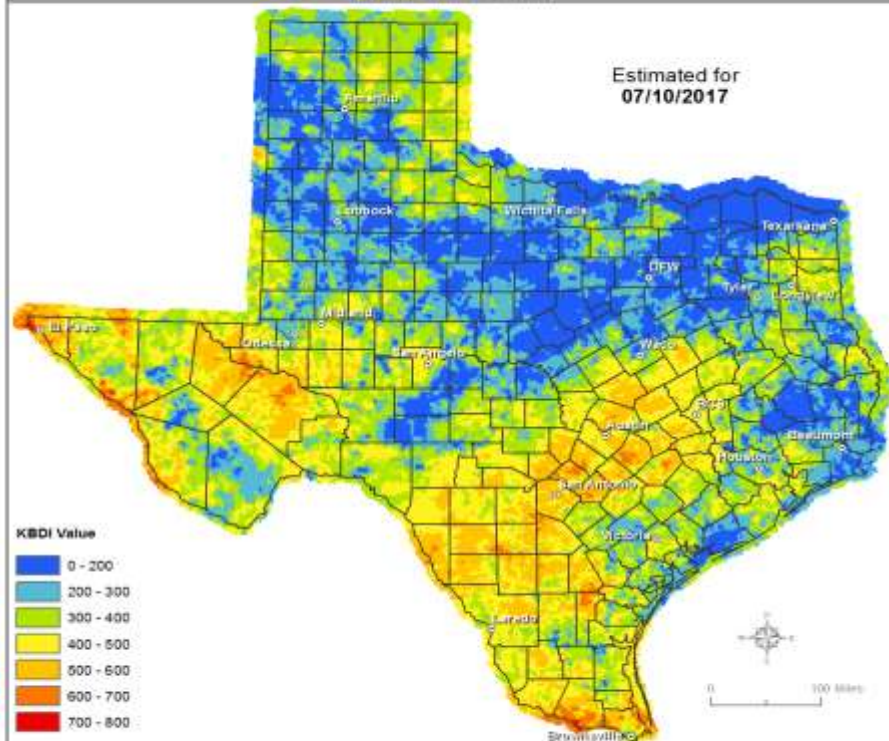 Estimated for
07/10/2017
Amarillo
Lubbock
Wichita Falls
Texarkana
DFW
Tyler
Longview
El Paso
Midland
Odessa
San Angelo
Waco
Austin
Beaumont
Houston
San Antonio
Victoria
Laredo
Brownsville
KBDI Value
0 - 200
200 - 300
300 - 400
400 - 500
500 - 600
600 - 700
700 - 800
0 100 Miles